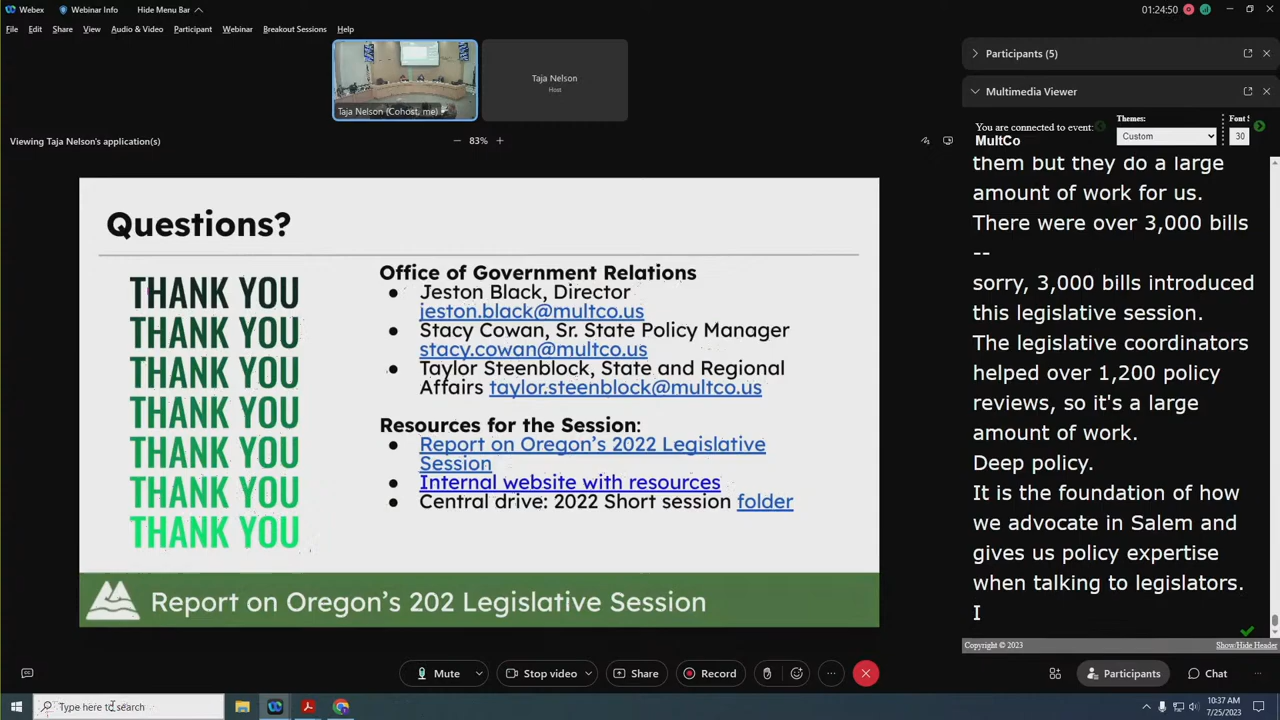 Webex
Webinar Info
Hide Menu Bar
01:24:50
File
Edit
Share
View
Audio & Video
Participant
Webinar
Breakout Sessions
Help
Taja Nelson (Cohost, me)
Taja Nelson
Host
Viewing Taja Nelson's application(s)
83%
Questions?
THANK YOU
THANK YOU
THANK YOU
THANK YOU
THANK YOU
THANK YOU
THANK YOU
Office of Government Relations
Jeston Black, Director
jeston.black@multco.us
Stacy Cowan, Sr. State Policy Manager
stacy.cowan@multco.us
Taylor Steenblock, State and Regional
Affairs taylor.steenblock@multco.us
Resources for the Session:
Report on Oregon's 2022 Legislative
Session
Internal website with resources
Central drive: 2022 Short session folder
Report on Oregon's 202 Legislative Session
Participants (5)
Multimedia Viewer
You are connected to event:
MultCo
Themes:
Custom
Font S
30
them but they do a large
amount of work for us.
There were over 3,000 bills
--
sorry, 3,000 bills introduced
this legislative session.
The legislative coordinators
helped over 1,200 policy
reviews, so it's a large
amount of work.
Deep policy.
It is the foundation of how
we advocate in Salem and
gives us policy expertise
when talking to legislators.
I
Copyright © 2023
Show/Hide Header
Mute
Stop video
Share
Record
Participants
Chat
Type here to search
10:37 AM
7/25/2023